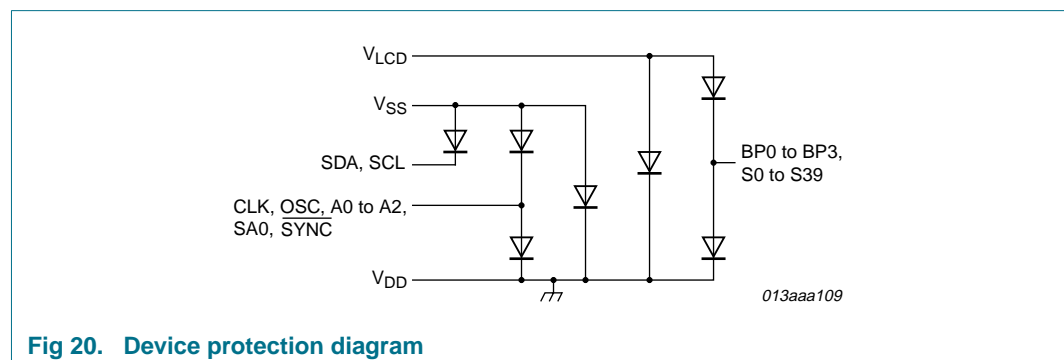 VLCD
VSS
SDA, SCL
BP0 to BP3,
S0 to S39
CLK, OSC, A0 to A2,
SA0, SYNC
VDD
013aaa109
Fig 20. Device protection diagram